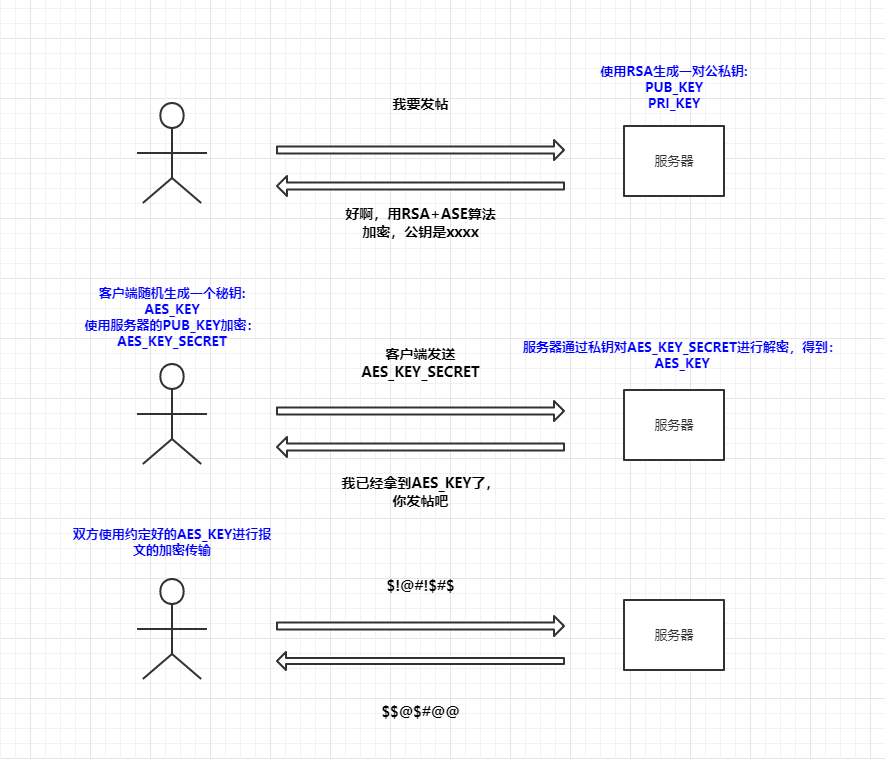 使用RSA生成一对公私钥:
PUB_KEY
PRI_KEY
我要发帖
服务器
好啊，用RSA+ASE算法
加密，公钥是xxxx
客户端随机生成一个秘钥:
AES_KEY
使用服务器的PUB_KEY加密:
AES_KEY_SECRET
客户端发送
AES_KEY_SECRET
服务器通过私钥对AES_KEY_SECRET进行解密，得到:
AES_KEY
服务器
我已经拿到AES_KEY了，
你发帖吧
双方使用约定好的AES_KEY进行报
文的加密传输
$!@#!$#$
服务器
$$@$#@@